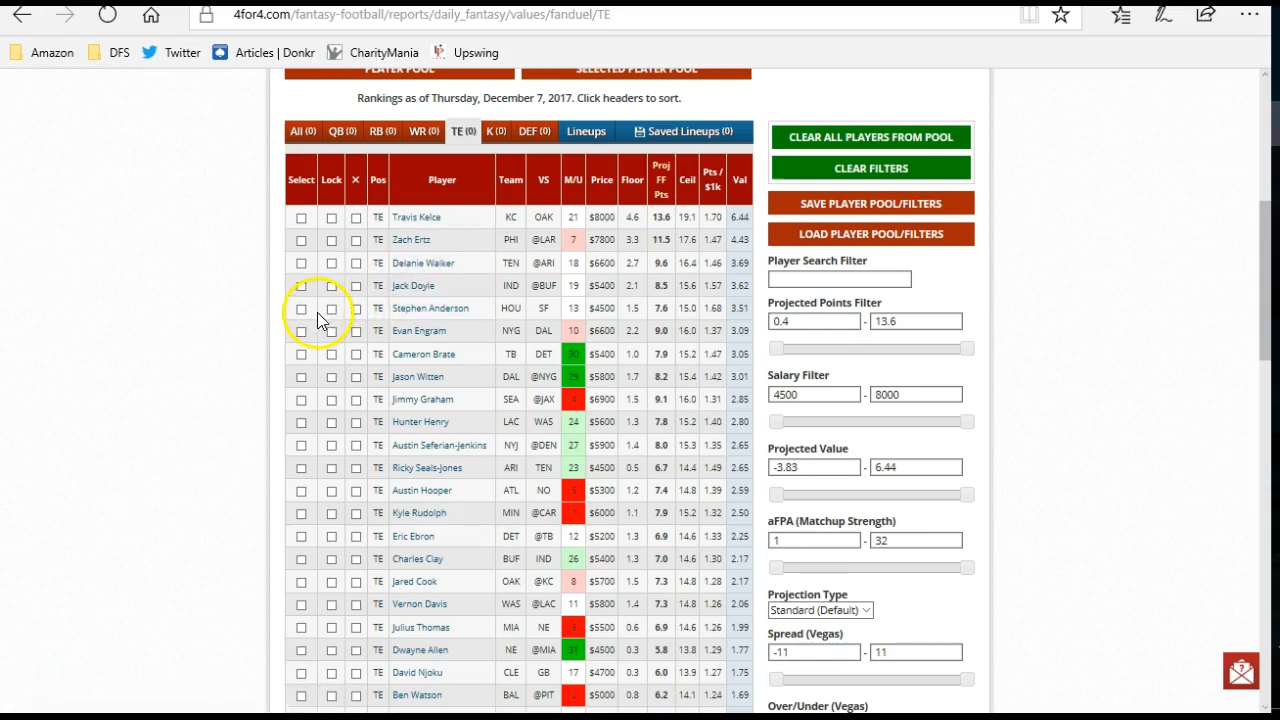 4for4.com/fantasy-football/reports/daily_fantasy/values/fanduel/TE
Amazon DFS Twitter Articles | Donkr CharityMania Upswing
PLAYER POOL SELECTED PLAYER POOL
Rankings as of Thursday, December 7, 2017. Click headers to sort.
All (0) QB (0) RB (0) WR (0) TE (0) K (0) DEF (0) Lineups Saved Lineups (0)
Select Lock X Pos Player Team VS M/U Price Floor Proj FF Pts Ceil Pts / $1k Val
TE Travis Kelce KC OAK 21 $8000 4.6 13.6 19.1 1.70 6.44
TE Zach Ertz PHI @LAR 7 $7800 3.3 11.5 17.6 1.47 4.43
TE Delanie Walker TEN @ARI 18 $6600 2.7 9.6 16.4 1.46 3.69
TE Jack Doyle IND @BUF 19 $5400 2.1 8.5 15.6 1.57 3.62
TE Stephen Anderson HOU SF 13 $4500 1.5 7.6 15.0 1.68 3.51
TE Evan Engram NYG DAL 10 $6600 2.2 9.0 16.0 1.37 3.09
TE Cameron Brate TB DET 30 $5400 1.0 7.9 15.2 1.47 3.05
TE Jason Witten DAL @NYG 29 $5800 1.7 8.2 15.4 1.42 3.01
TE Jimmy Graham SEA @JAX 4 $6900 1.5 9.1 16.0 1.31 2.85
TE Hunter Henry LAC WAS 24 $5600 1.3 7.8 15.2 1.40 2.80
TE Austin Seferian-Jenkins NYJ @DEN 27 $5900 1.4 8.0 15.3 1.35 2.65
TE Ricky Seals-Jones ARI TEN 23 $4500 0.5 6.7 14.4 1.49 2.65
TE Austin Hooper ATL NO $5300 1.2 7.4 14.8 1.39 2.59
TE Kyle Rudolph MIN @CAR $6000 1.1 7.9 15.2 1.32 2.50
TE Eric Ebron DET @TB 12 $5200 1.3 6.9 14.6 1.33 2.25
TE Charles Clay BUF IND 26 $5400 1.3 7.0 14.6 1.30 2.17
TE Jared Cook OAK @KC 8 $5700 1.5 7.3 14.8 1.28 2.17
TE Vernon Davis WAS @LAC 11 $5800 1.4 7.3 14.8 1.26 2.06
TE Julius Thomas MIA NE $5500 0.6 6.9 14.6 1.26 1.99
TE Dwayne Allen NE @MIA 31 $4500 0.3 5.8 13.8 1.29 1.77
TE David Njoku CLE GB 17 $4700 0.3 6.0 13.9 1.27 1.75
TE Ben Watson BAL @PIT $5000 0.8 6.2 14.1 1.24 1.69
CLEAR ALL PLAYERS FROM POOL
CLEAR FILTERS
SAVE PLAYER POOL/FILTERS
LOAD PLAYER POOL/FILTERS
Player Search Filter
Projected Points Filter
0.4 - 13.6
Salary Filter
4500 - 8000
Projected Value
-3.83 - 6.44
aFPA (Matchup Strength)
1 - 32
Projection Type
Standard (Default)
Spread (Vegas)
-11 - 11
Over/Under (Vegas)